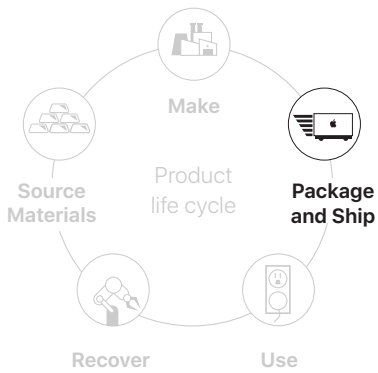 Make
Product
life cycle
Source
Materials
Package
and Ship
Recover
Use